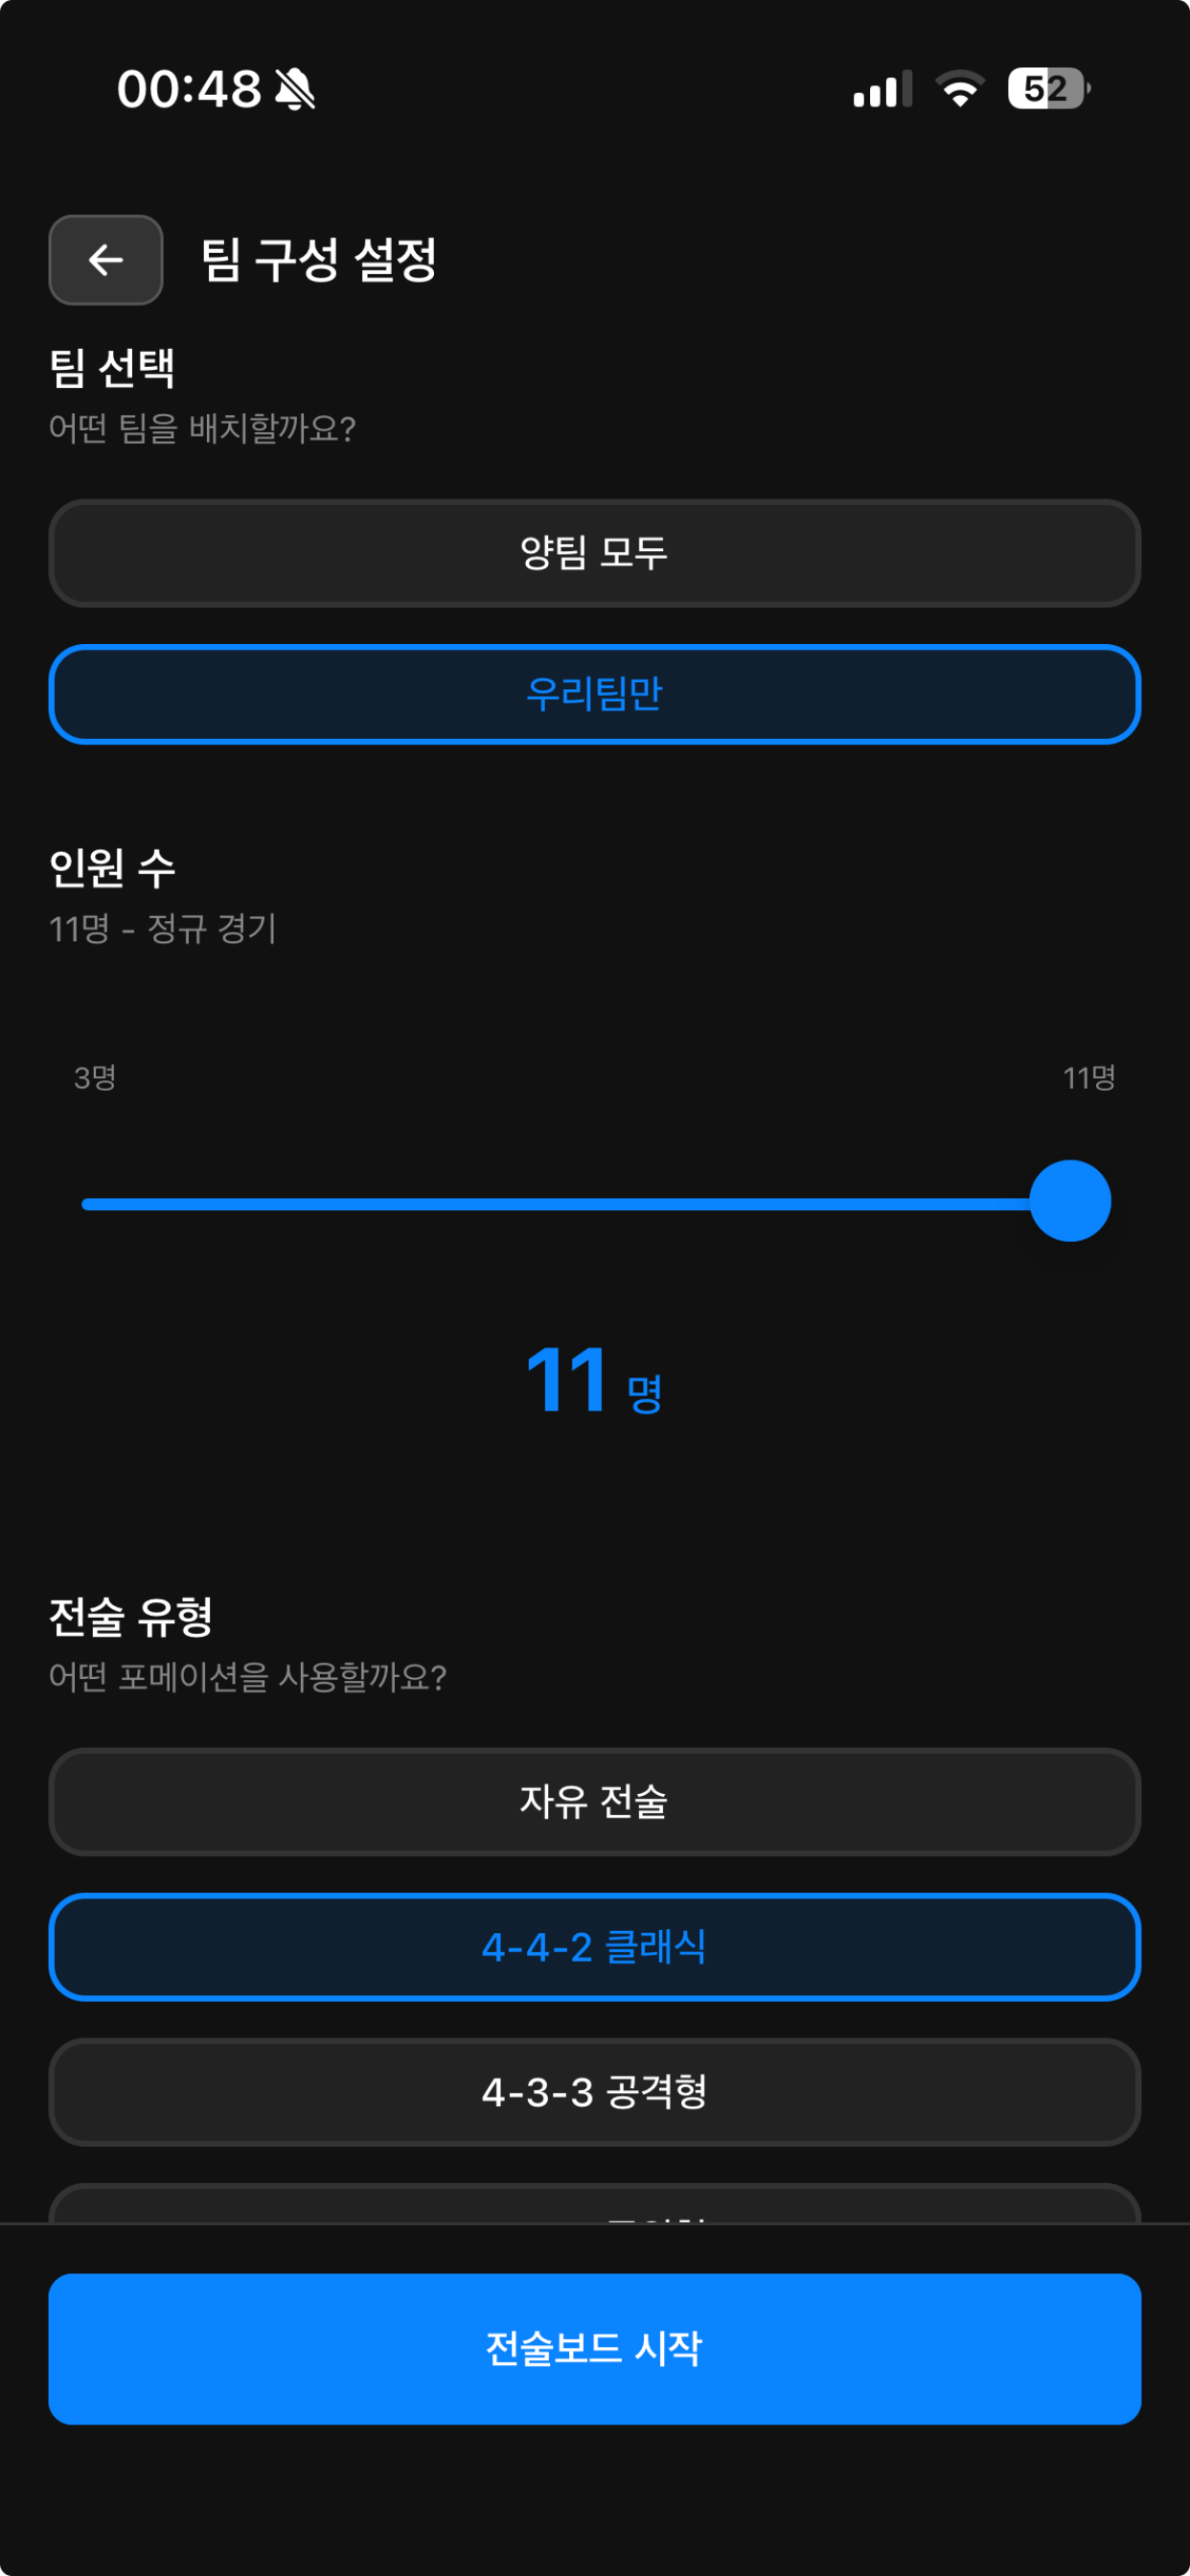 00:48
52
팀 구성 설정
팀 선택
어떤 팀을 배치할까요?
양팀 모두
우리팀만
인원 수
11명 - 정규 경기
3명
11명
11 명
전술 유형
어떤 포메이션을 사용할까요?
자유 전술
4-4-2 클래식
4-3-3 공격형
전술보드 시작